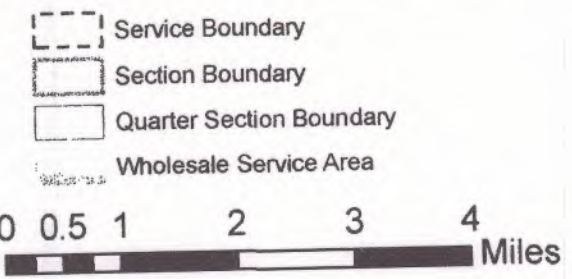 Service Boundary
Section Boundary
Quarter Section Boundary
Wholesale Service Area
0 0.5 1 2 3 4
Miles